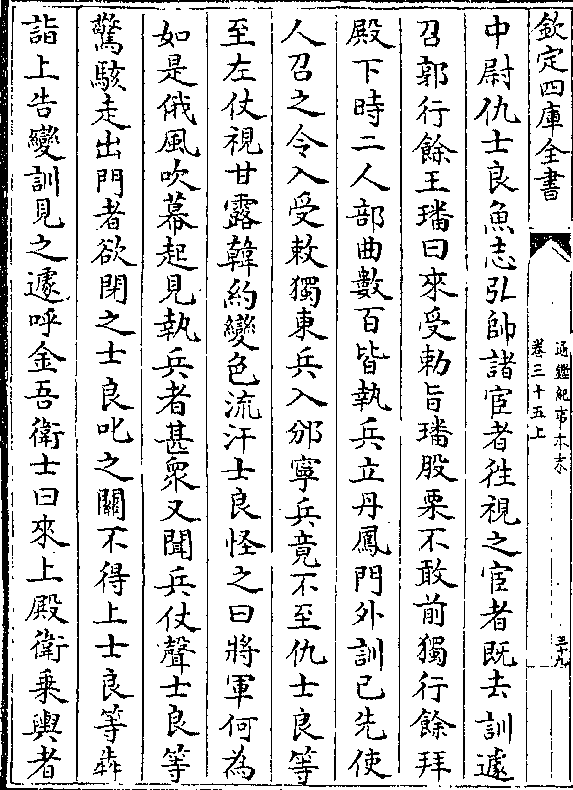 欽定四庫全書
通鑑紀事本末
卷三十五上
三十九
中尉仇士良魚志弘帥諸宦者徃視之宦者既去訓遽
召郭行餘王璠曰來受勅旨璠股栗不敢前獨行餘拜
殿下時二人部曲數百皆執兵立丹鳳門外訓已先使
人召之令入受敕獨東兵入邠寧兵竟不至仇士良等
至左仗視甘露韓約變色流汗士良怪之曰將軍何為
如是俄風吹幕起見執兵者甚衆又聞兵仗聲士良等
驚駭走出門者欲閉之士良叱之關不得上士良等犇
詣上告變訓見之遽呼金吾衛士曰來上殿衛乗輿者